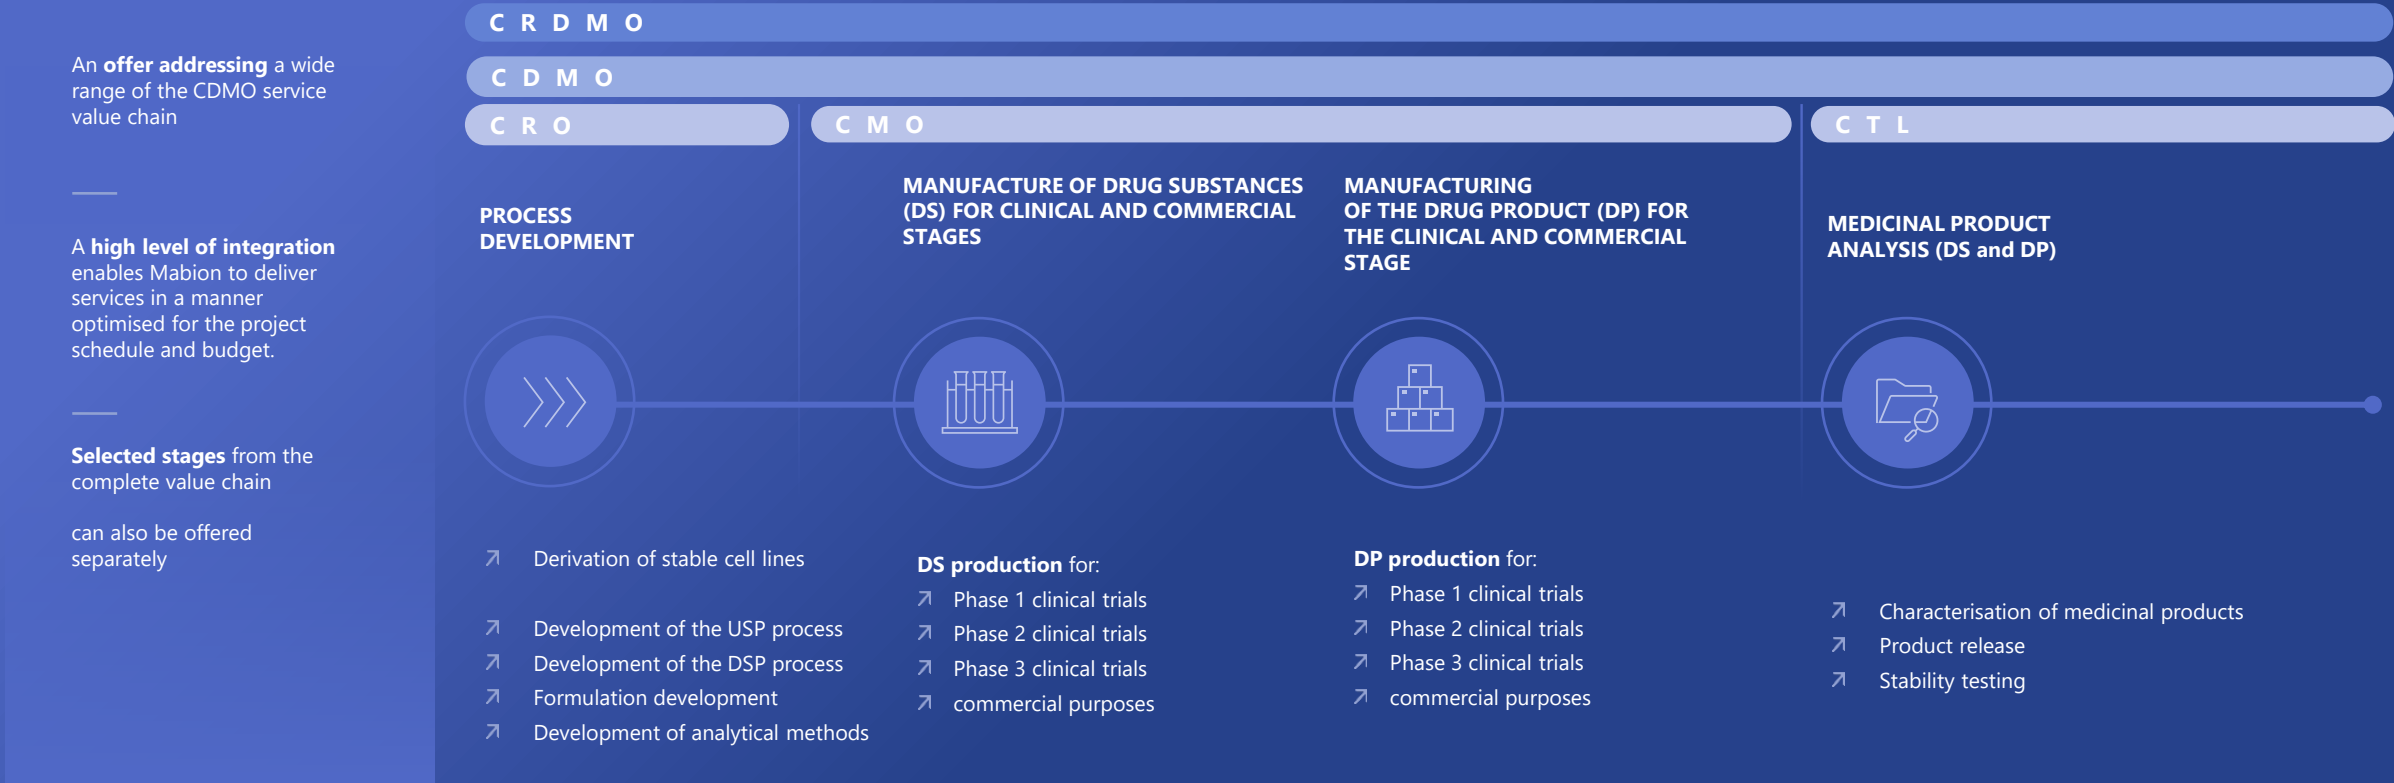 An offer addressing a wide
range of the CDMO service
value chain
A high level of integration
enables Mabion to deliver
services in a manner
optimised for the project
schedule and budget.
Selected stages from the
complete value chain
can also be offered
separately
CRDMO
CDMO
CRO
CMO
CTL
PROCESS
DEVELOPMENT
MANUFACTURE OF DRUG SUBSTANCES
(DS) FOR CLINICAL AND COMMERCIAL
STAGES
MANUFACTURING
OF THE DRUG PRODUCT (DP) FOR
THE CLINICAL AND COMMERCIAL
STAGE
MEDICINAL PRODUCT
ANALYSIS (DS and DP)
Derivation of stable cell lines
Development of the USP process
Development of the DSP process
Formulation development
Development of analytical methods
DS production for:
Phase 1 clinical trials
Phase 2 clinical trials
Phase 3 clinical trials
commercial purposes
DP production for:
Phase 1 clinical trials
Phase 2 clinical trials
Phase 3 clinical trials
commercial purposes
Characterisation of medicinal products
Product release
Stability testing